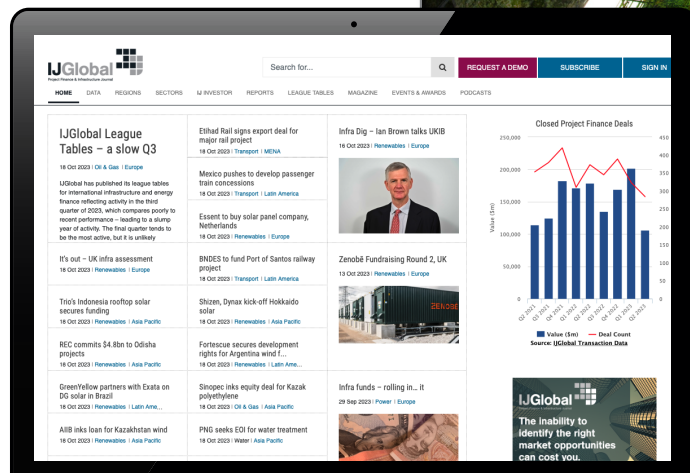 IJGlobal
Project Finance & Infrastructure Journal
Search for...
REQUEST A DEMO
SUBSCRIBE
SIGN IN
HOME DATA REGIONS SECTORS IJ INVESTOR REPORTS LEAGUE TABLES MAGAZINE EVENTS & AWARDS PODCASTS
IJGlobal League
Tables – a slow Q3
18 Oct 2023 | Oil & Gas | Europe
IJGlobal has published its league tables
for international infrastructure and energy
finance reflecting activity in the third
quarter of 2023, which compares poorly to
recent performance – leading to a slump
year of activity. The final quarter tends to
be the most active, but it is unlikely
It's out – UK infra assessment
18 Oct 2023 | Renewables | Europe
Trio's Indonesia rooftop solar
secures funding
18 Oct 2023 | Renewables | Asia Pacific
REC commits $4.8bn to Odisha
projects
18 Oct 2023 | Renewables | Asia Pacific
GreenYellow partners with Exata on
DG solar in Brazil
18 Oct 2023 | Renewables | Latin Ame...
AIIB inks loan for Kazakhstan wind
18 Oct 2023 | Renewables | Asia Pacific
Etihad Rail signs export deal for
major rail project
18 Oct 2023 | Transport | MENA
Mexico pushes to develop passenger
train concessions
18 Oct 2023 | Transport | Latin America
Essent to buy solar panel company,
Netherlands
18 Oct 2023 | Renewables | Europe
BNDES to fund Port of Santos railway
project
18 Oct 2023 | Transport | Latin America
Shizen, Dynax kick-off Hokkaido
solar
18 Oct 2023 | Renewables | Asia Pacific
Fortescue secures development
rights for Argentina wind f...
18 Oct 2023 | Renewables | Latin Ame...
Sinopec inks equity deal for Kazak
polyethylene
18 Oct 2023 | Oil & Gas | Asia Pacific
PNG seeks EOI for water treatment
18 Oct 2023 | Water | Asia Pacific
Infra Dig – Ian Brown talks UKIB
16 Oct 2023 | Renewables | Europe
Zenobē Fundraising Round 2, UK
13 Oct 2023 | Renewables | Europe
ZENOBE
Infra funds – rolling in... it
29 Sep 2023 | Power | Europe
Closed Project Finance Deals
250,000
200,000
150,000
100,000
50,000
0
Value ($m)
450
400
350
300
250
200
150
100
50
0
Q2 2021
Q3 2021
Q4 2021
Q1 2022
Q2 2022
Q3 2022
Q4 2022
Q1 2023
Q2 2023
Value ($m) Deal Count
Source: IJGlobal Transaction Data
IJGlobal
Project Finance & Infrastructure Journal
The inability to
identify the right
market opportunities
can cost you.